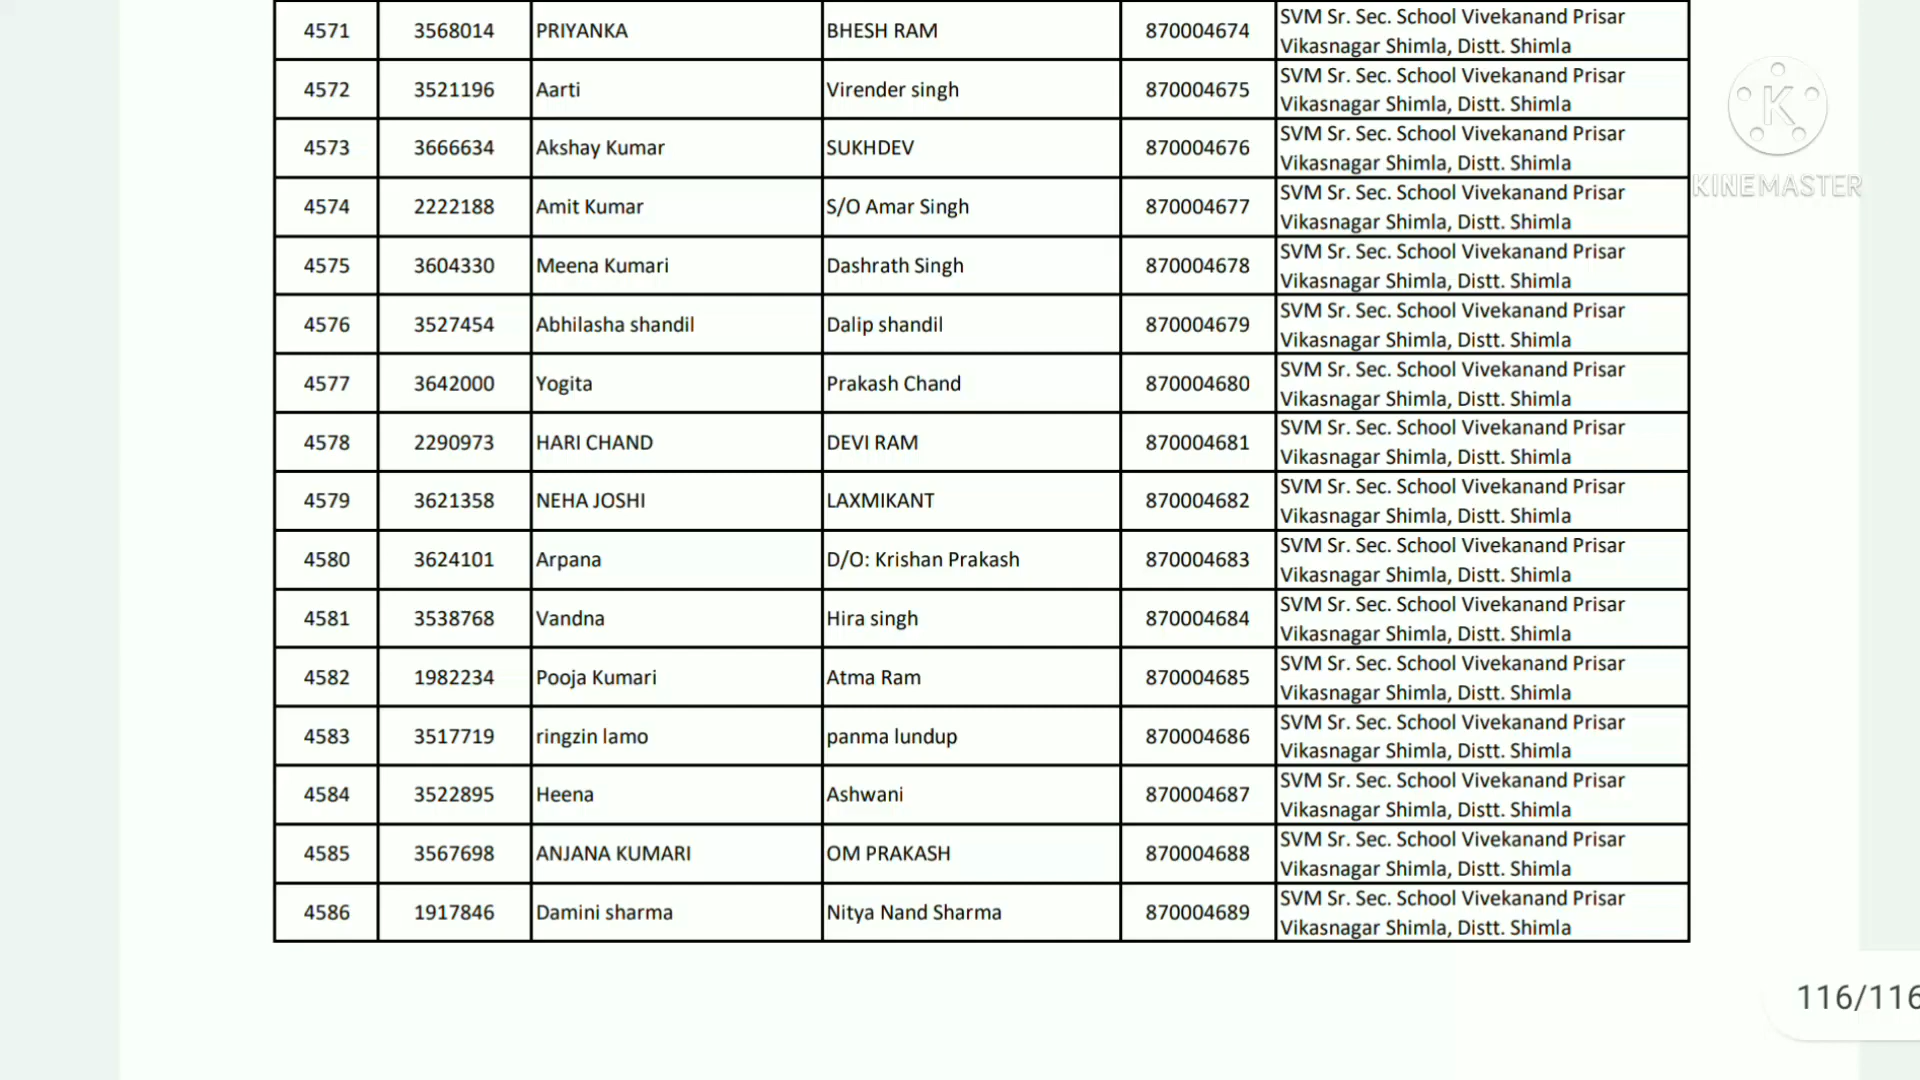 4571 3568014 PRIYANKA BHESH RAM 870004674 SVM Sr. Sec. School Vivekanand Prisar
Vikasnagar Shimla, Distt. Shimla
4572 3521196 Aarti Virender singh 870004675 SVM Sr. Sec. School Vivekanand Prisar
Vikasnagar Shimla, Distt. Shimla
4573 3666634 Akshay Kumar SUKHDEV 870004676 SVM Sr. Sec. School Vivekanand Prisar
Vikasnagar Shimla, Distt. Shimla
4574 2222188 Amit Kumar S/O Amar Singh 870004677 SVM Sr. Sec. School Vivekanand Prisar
Vikasnagar Shimla, Distt. Shimla
4575 3604330 Meena Kumari Dashrath Singh 870004678 SVM Sr. Sec. School Vivekanand Prisar
Vikasnagar Shimla, Distt. Shimla
4576 3527454 Abhilasha shandil Dalip shandil 870004679 SVM Sr. Sec. School Vivekanand Prisar
Vikasnagar Shimla, Distt. Shimla
4577 3642000 Yogita Prakash Chand 870004680 SVM Sr. Sec. School Vivekanand Prisar
Vikasnagar Shimla, Distt. Shimla
4578 2290973 HARI CHAND DEVI RAM 870004681 SVM Sr. Sec. School Vivekanand Prisar
Vikasnagar Shimla, Distt. Shimla
4579 3621358 NEHA JOSHI LAXMIKANT 870004682 SVM Sr. Sec. School Vivekanand Prisar
Vikasnagar Shimla, Distt. Shimla
4580 3624101 Arpana D/O: Krishan Prakash 870004683 SVM Sr. Sec. School Vivekanand Prisar
Vikasnagar Shimla, Distt. Shimla
4581 3538768 Vandna Hira singh 870004684 SVM Sr. Sec. School Vivekanand Prisar
Vikasnagar Shimla, Distt. Shimla
4582 1982234 Pooja Kumari Atma Ram 870004685 SVM Sr. Sec. School Vivekanand Prisar
Vikasnagar Shimla, Distt. Shimla
4583 3517719 ringzin lamo panma lundup 870004686 SVM Sr. Sec. School Vivekanand Prisar
Vikasnagar Shimla, Distt. Shimla
4584 3522895 Heena Ashwani 870004687 SVM Sr. Sec. School Vivekanand Prisar
Vikasnagar Shimla, Distt. Shimla
4585 3567698 ANJANA KUMARI OM PRAKASH 870004688 SVM Sr. Sec. School Vivekanand Prisar
Vikasnagar Shimla, Distt. Shimla
4586 1917846 Damini sharma Nitya Nand Sharma 870004689 SVM Sr. Sec. School Vivekanand Prisar
Vikasnagar Shimla, Distt. Shimla
K
KINEMASTER
116/116